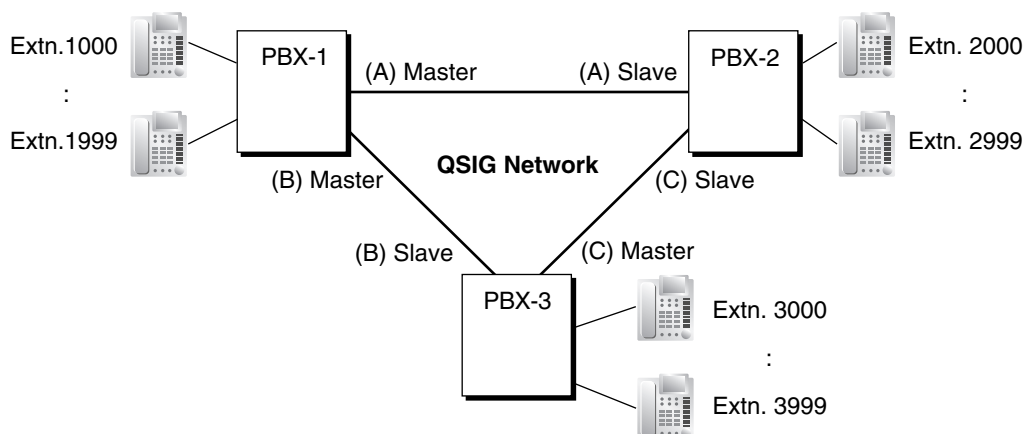 Extn.1000
:
Extn.1999
PBX-1
(A) Master
(A) Slave
PBX-2
Extn. 2000
:
Extn. 2999
QSIG Network
(B) Master
(C) Slave
(B) Slave
(C) Master
PBX-3
Extn. 3000
:
Extn. 3999